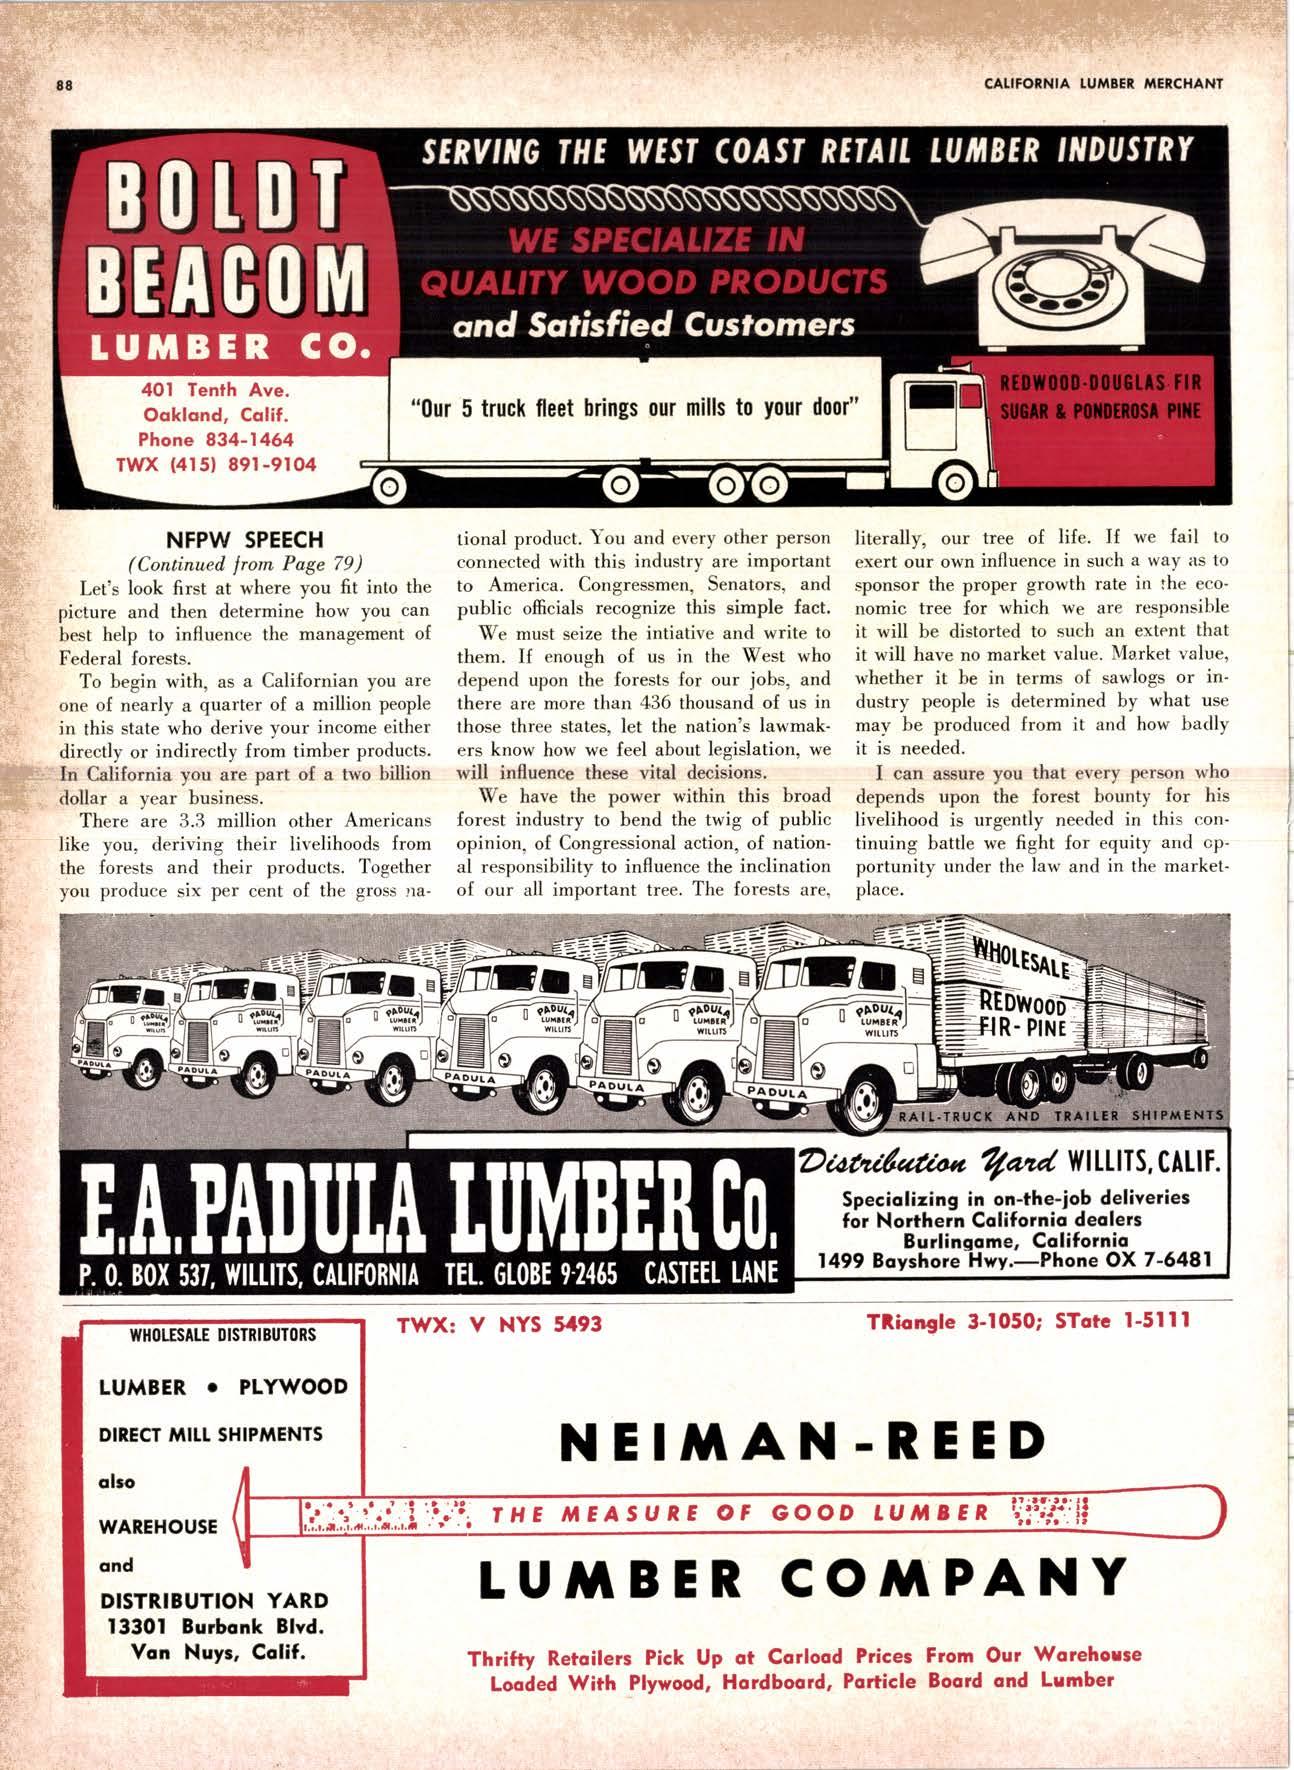 88
CALIFORNIA LUMBER MERCHANT
BOLDT
BEACOM
LUMBER CO.
401 Tenth Ave.
Oakland, Calif.
Phone 834-1464
TWX (415) 891-9104
SERVING THE WEST COAST RETAIL LUMBER INDUSTRY
WE SPECIALIZE IN
QUALITY WOOD PRODUCTS
and Satisfied Customers
"Our 5 truck fleet brings our mills to your door"
REDWOOD-DOUGLAS FIR
SUGAR & PONDEROSA PINE
NFPW SPEECH
(Continued from Page 79)
Let's look first at where you fit into the
picture and then determine how you can
best help to influence the management of
Federal forests.
To begin with, as a Californian you are
one of nearly a quarter of a million people
in this state who derive your income either
directly or indirectly from timber products.
In California you are part of a two billion
dollar a year business.
There are 3.3 million other Americans
like you, deriving their livelihoods from
the forests and their products. Together
you produce six per cent of the gross na-
tional product. You and every other person
connected with this industry are important
to America. Congressmen, Senators, and
public officials recognize this simple fact.
We must seize the intiative and write to
them. If enough of us in the West who
depend upon the forests for our jobs, and
there are more than 436 thousand of us in
those three states, let the nation's lawmak-
ers know how we feel about legislation, we
will influence these vital decisions.
We have the power within this broad
forest industry to bend the twig of public
opinion, of Congressional action, of nation-
al responsibility to influence the inclination
of our all important tree. The forests are,
literally, our tree of life. If we fail to
exert our own influence in such a way as to
sponsor the proper growth rate in the eco-
nomic tree for which we are responsible
it will be distorted to such an extent that
it will have no market value. Market value,
whether it be in terms of sawlogs or in-
dustry people is determined by what use
may be produced from it and how badly
it is needed.
I can assure you that every person who
depends upon the forest bounty for his
livelihood is urgently needed in this con-
tinuing battle we fight for equity and op-
portunity under the law and in the market-
place.
PADULA LUMBER WILLITS
PADULA
PADULA LUMBER WILLITS
PADULA
PADULA LUMBER WILLITS
PADULA
PADULA LUMBER WILLITS
PADULA
PADULA LUMBER WILLITS
PADULA
PADULA LUMBER WILLITS
PADULA
WHOLESALE
REDWOOD
FIR-PINE
RAIL-TRUCK AND TRAILER SHIPMENTS
E.A. PADULA LUMBER Co.
P. O. BOX 537, WILLITS, CALIFORNIA TEL. GLOBE 9-2465 CASTEEL LANE
Distribution Yard WILLITS, CALIF.
Specializing in on-the-job deliveries
for Northern California dealers
Burlingame, California
1499 Bayshore Hwy.—Phone OX 7-6481
WHOLESALE DISTRIBUTORS
LUMBER • PLYWOOD
DIRECT MILL SHIPMENTS
also
WAREHOUSE
and
DISTRIBUTION YARD
13301 Burbank Blvd.
Van Nuys, Calif.
TWX: V NYS 5493
TRiangle 3-1050; STate 1-5111
NEIMAN-REED
THE MEASURE OF GOOD LUMBER
LUMBER COMPANY
Thrifty Retailers Pick Up at Carload Prices From Our Warehouse
Loaded With Plywood, Hardboard, Particle Board and Lumber